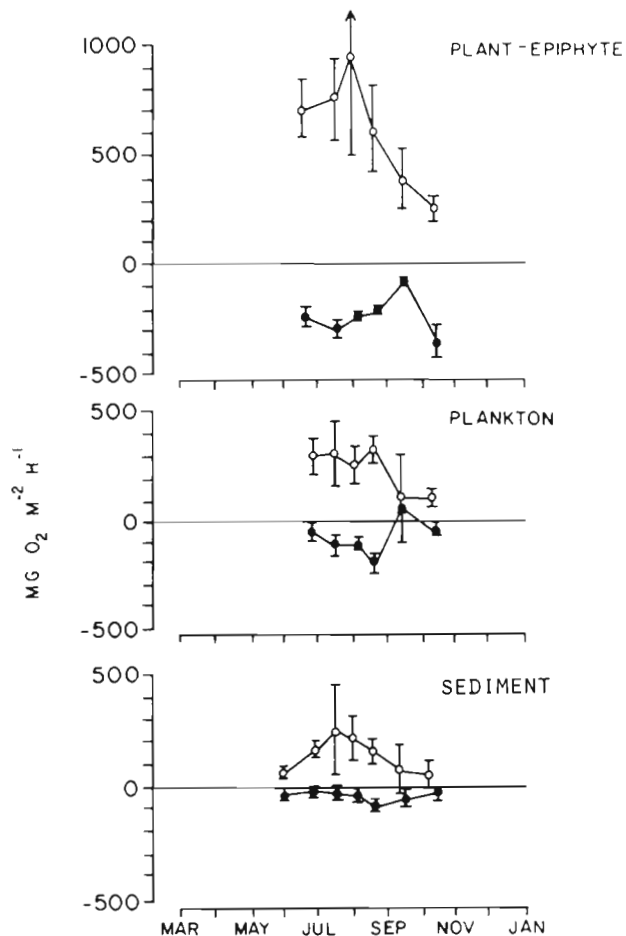 PLANT-EPIPHYTE
1000
500
0
-500
PLANKTON
500
0
-500
SEDIMENT
500
0
-500
MG O₂ M⁻² H⁻¹
MAR MAY JUL SEP NOV JAN